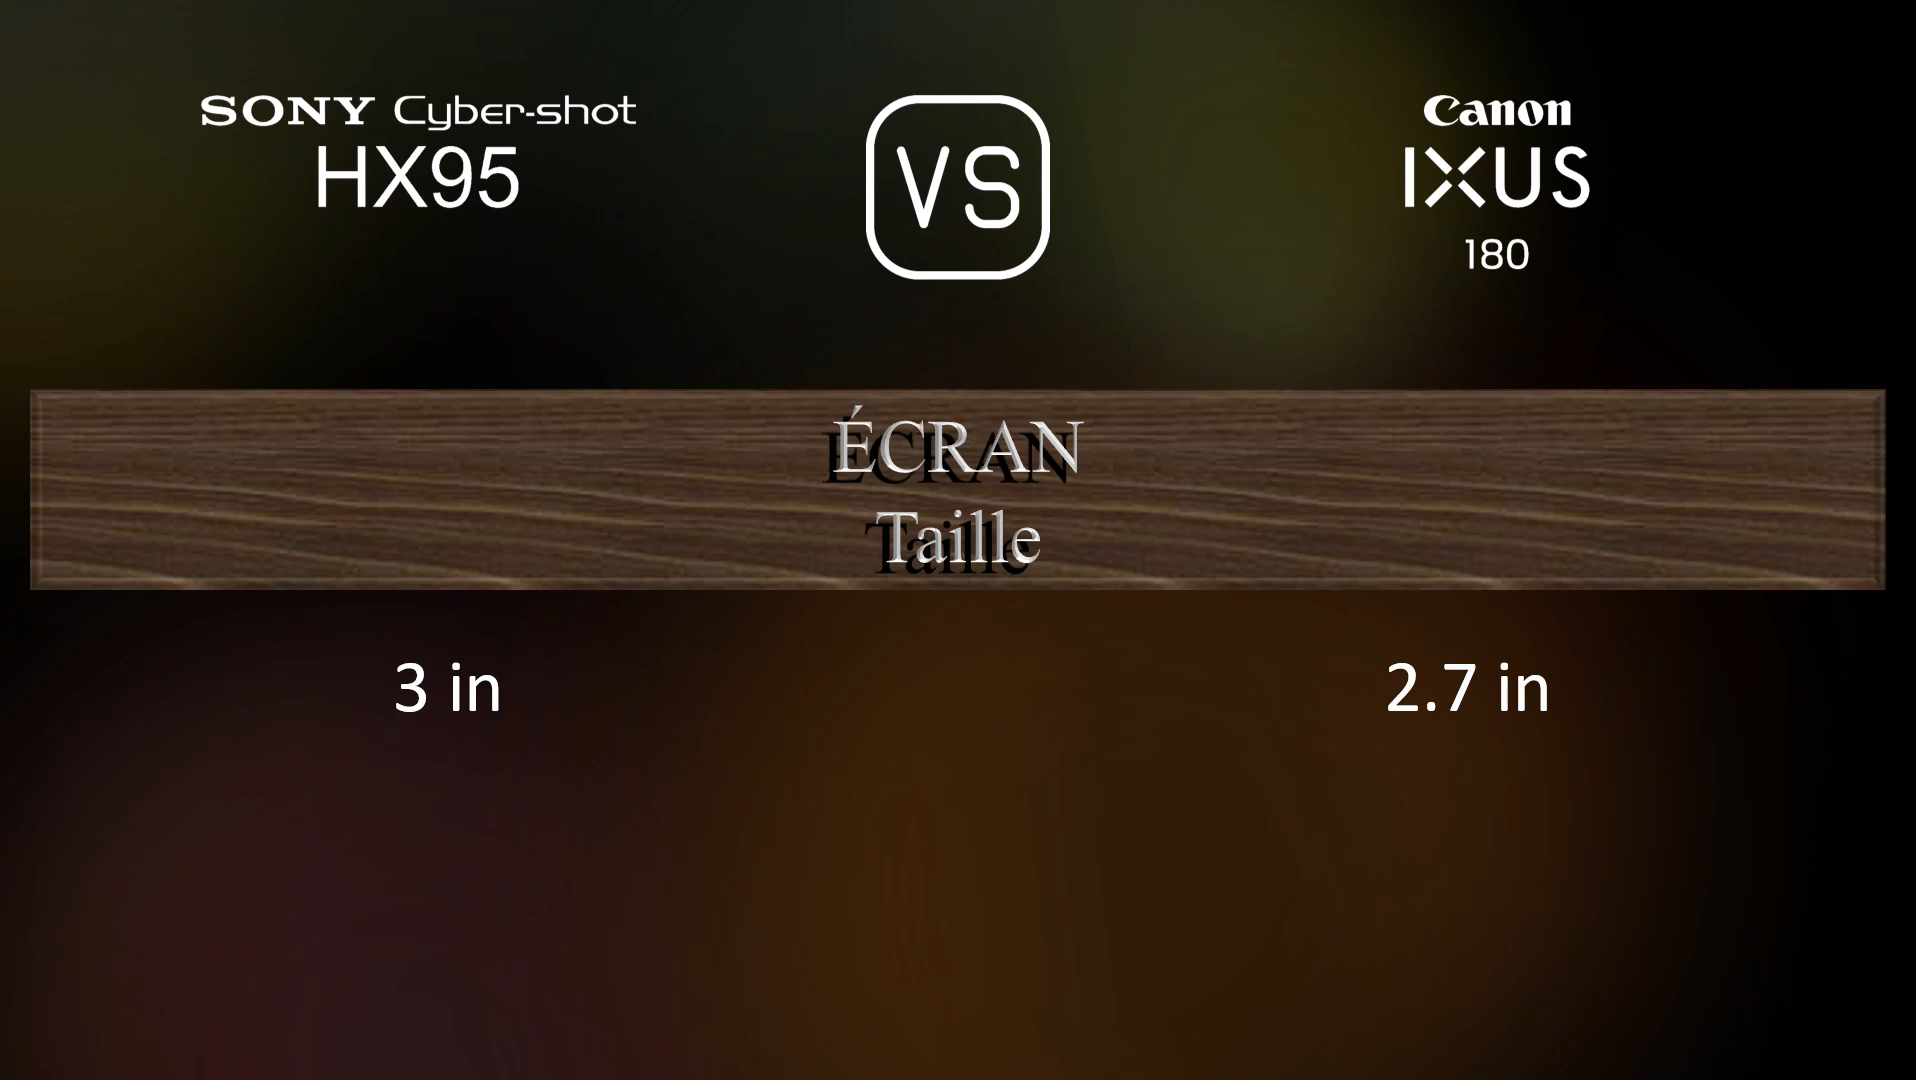 SONY Cyber-shot
HX95
VS
Canon
IXUS
180
ÉCRAN
Taille
3 in
2.7 in